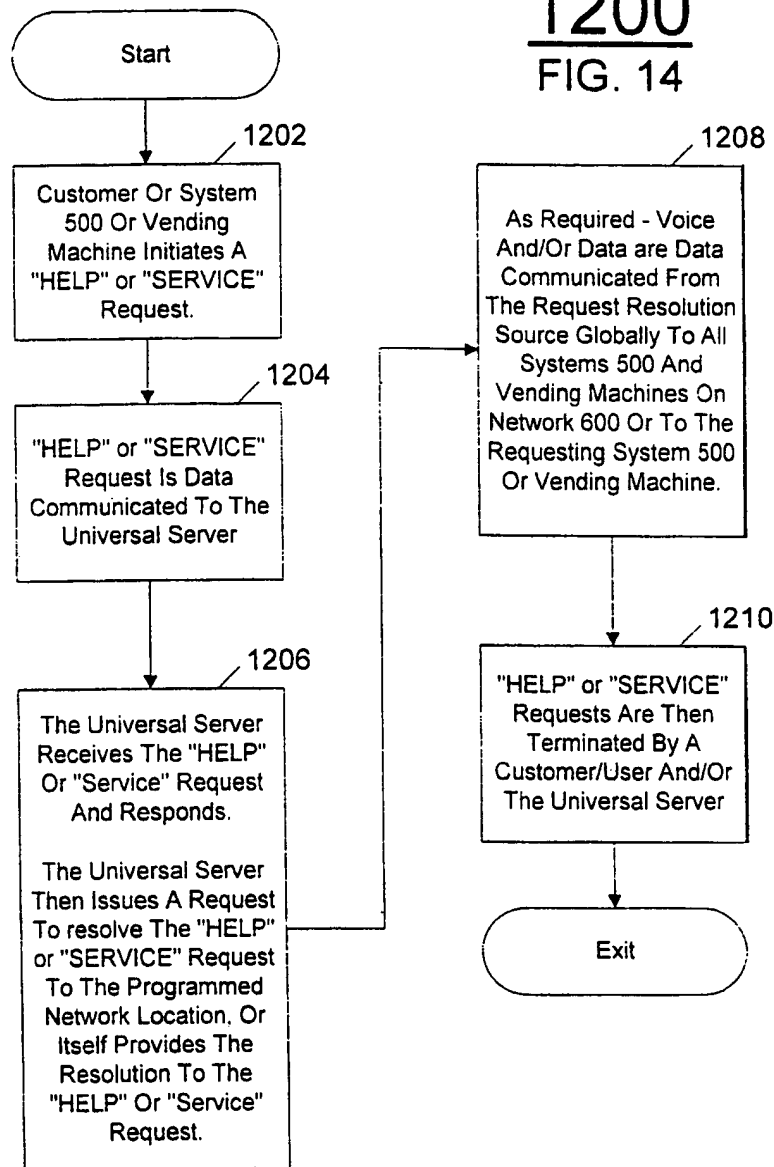 1200
FIG. 14
Start
1202
Customer Or System
500 Or Vending
Machine Initiates A
"HELP" or "SERVICE"
Request.
1204
"HELP" or "SERVICE"
Request Is Data
Communicated To The
Universal Server
1206
The Universal Server
Receives The "HELP"
Or "Service" Request
And Responds.
The Universal Server
Then Issues A Request
To resolve The "HELP"
or "SERVICE" Request
To The Programmed
Network Location, Or
Itself Provides The
Resolution To The
"HELP" Or "Service"
Request.
1208
As Required - Voice
And/Or Data are Data
Communicated From
The Request Resolution
Source Globally To All
Systems 500 And
Vending Machines On
Network 600 Or To The
Requesting System 500
Or Vending Machine.
1210
"HELP" or "SERVICE"
Requests Are Then
Terminated By A
Customer/User And/Or
The Universal Server
Exit